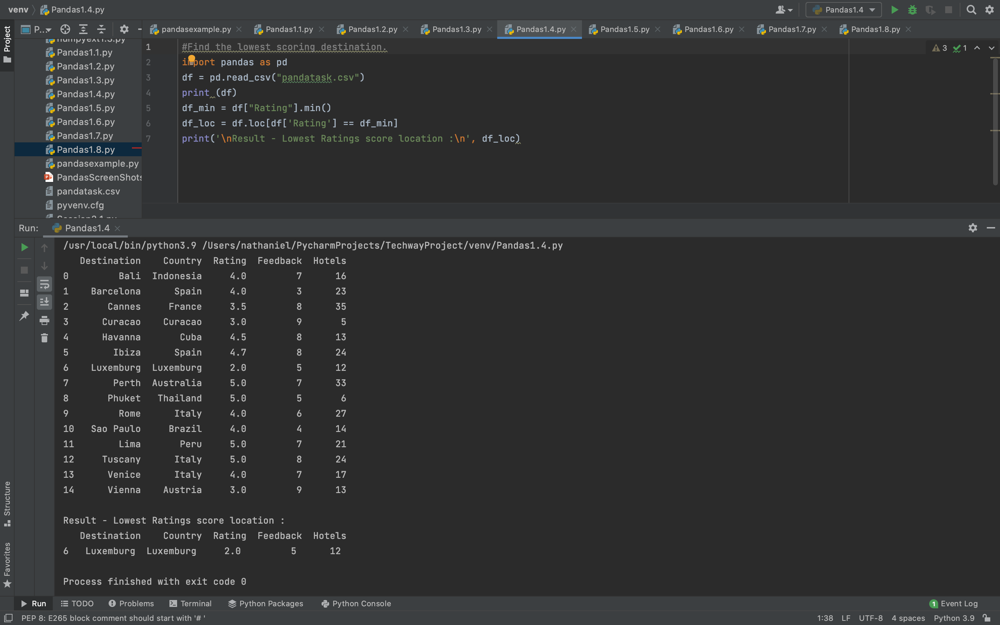 venv Pandas1.4.py Pandas1.4
Project
P... pandasexample.py Pandas1.1.py Pandas1.2.py Pandas1.3.py Pandas1.4.py Pandas1.5.py Pandas1.6.py Pandas1.7.py Pandas1.8.py
Pandas1.1.py
Pandas1.2.py
Pandas1.3.py
Pandas1.4.py
Pandas1.5.py
Pandas1.6.py
Pandas1.7.py
Pandas1.8.py
pandasexample.py
PandasScreenShots
pandatask.csv
pyvenv.cfg
1 #Find the lowest scoring destination.
2 import pandas as pd
3 df = pd.read_csv("pandatask.csv")
4 print (df)
5 df_min = df["Rating"].min()
6 df_loc = df.loc[df['Rating'] == df_min]
7 print('\nResult - Lowest Ratings score location :\n', df_loc)
3 1
Run: Pandas1.4
/usr/local/bin/python3.9 /Users/nathaniel/PycharmProjects/TechwayProject/venv/Pandas1.4.py
Destination Country Rating Feedback Hotels
0 Bali Indonesia 4.0 7 16
1 Barcelona Spain 4.0 3 23
2 Cannes France 3.5 8 35
3 Curacao Curacao 3.0 9 5
4 Havanna Cuba 4.5 8 13
5 Ibiza Spain 4.7 8 24
6 Luxemburg Luxemburg 2.0 5 12
7 Perth Australia 5.0 7 33
8 Phuket Thailand 5.0 5 6
9 Rome Italy 4.0 6 27
10 Sao Paulo Brazil 4.0 4 14
11 Lima Peru 5.0 7 21
12 Tuscany Italy 5.0 8 24
13 Venice Italy 4.0 7 17
14 Vienna Austria 3.0 9 13
Result - Lowest Ratings score location :
Destination Country Rating Feedback Hotels
6 Luxemburg Luxemburg 2.0 5 12
Process finished with exit code 0
Structure
Favorites
Run TODO Problems Terminal Python Packages Python Console 1 Event Log
PEP 8: E265 block comment should start with '# ' 1:38 LF UTF-8 4 spaces Python 3.9